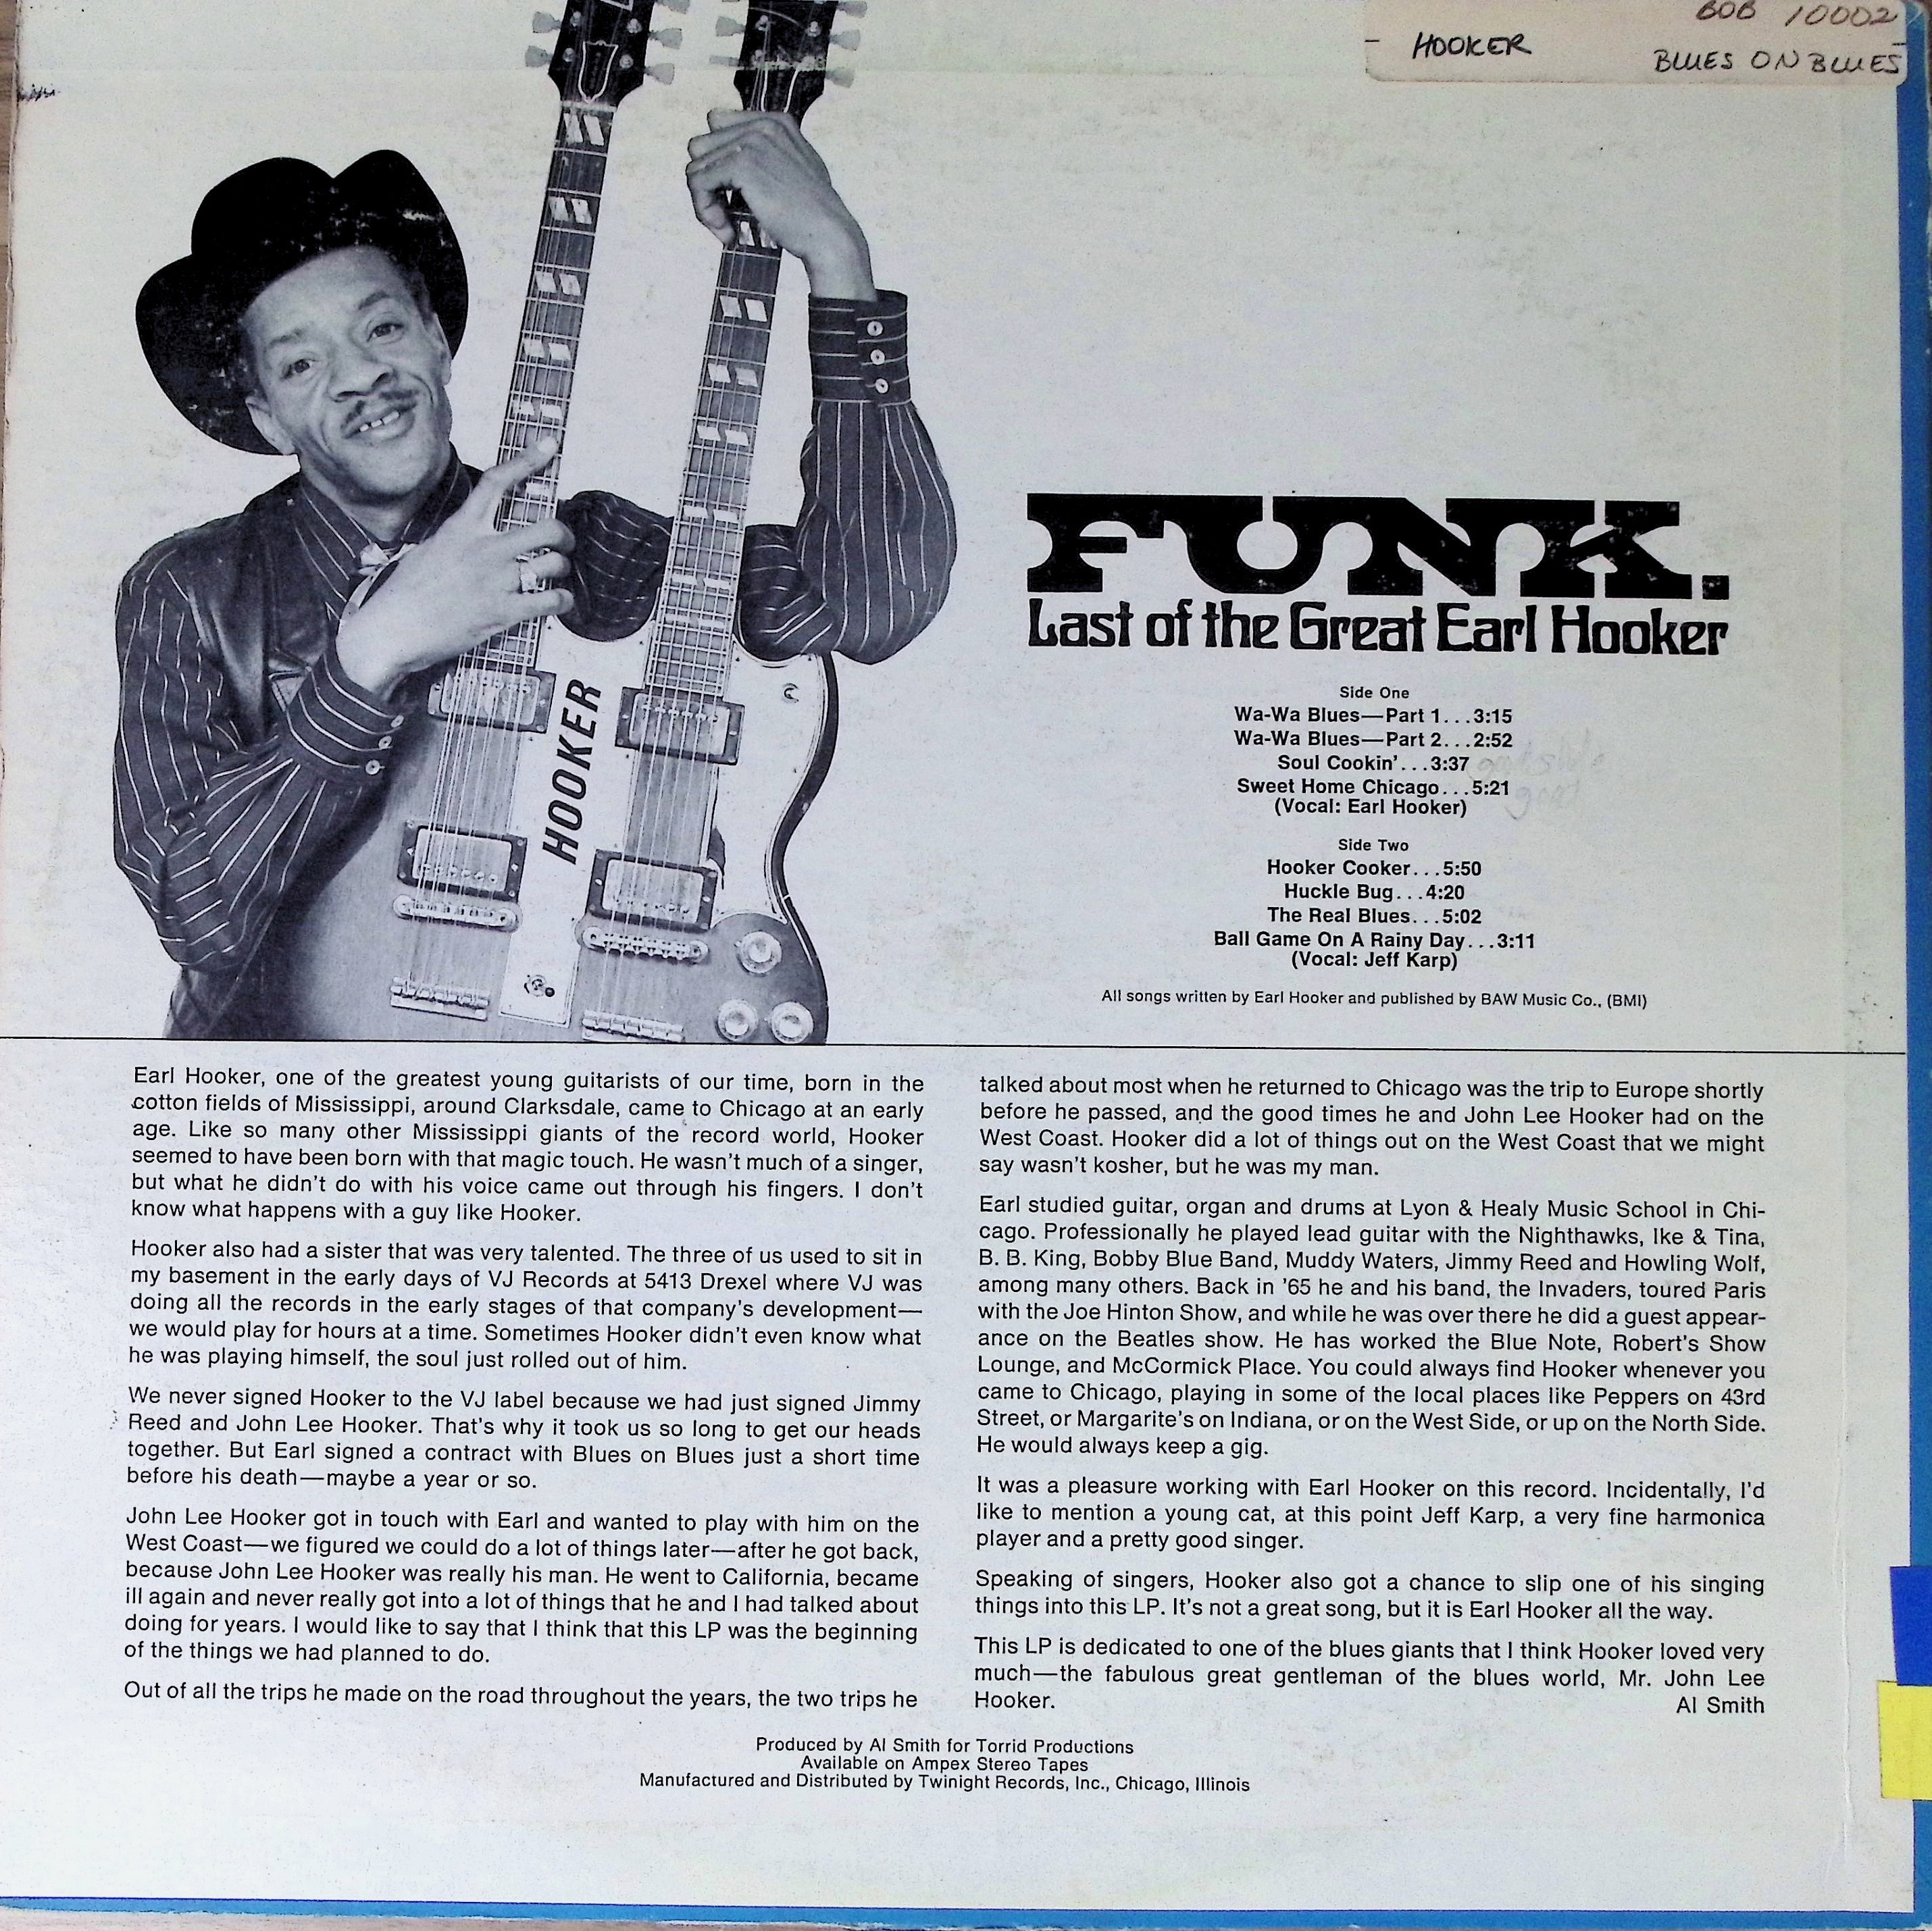 BOB 10002
HOOKER
BLUES ON BLUES
HOOKER
FUNK.
Last of the Great Earl Hooker
Side One
Wa-Wa Blues—Part 1...3:15
Wa-Wa Blues—Part 2...2:52
Soul Cookin'...3:37
Sweet Home Chicago...5:21
(Vocal: Earl Hooker)
Side Two
Hooker Cooker...5:50
Huckle Bug...4:20
The Real Blues...5:02
Ball Game On A Rainy Day...3:11
(Vocal: Jeff Karp)
All songs written by Earl Hooker and published by BAW Music Co., (BMI)
Earl Hooker, one of the greatest young guitarists of our time, born in the
cotton fields of Mississippi, around Clarksdale, came to Chicago at an early
age. Like so many other Mississippi giants of the record world, Hooker
seemed to have been born with that magic touch. He wasn't much of a singer,
but what he didn't do with his voice came out through his fingers. I don't
know what happens with a guy like Hooker.
Hooker also had a sister that was very talented. The three of us used to sit in
my basement in the early days of VJ Records at 5413 Drexel where VJ was
doing all the records in the early stages of that company's development—
we would play for hours at a time. Sometimes Hooker didn't even know what
he was playing himself, the soul just rolled out of him.
We never signed Hooker to the VJ label because we had just signed Jimmy
Reed and John Lee Hooker. That's why it took us so long to get our heads
together. But Earl signed a contract with Blues on Blues just a short time
before his death—maybe a year or so.
John Lee Hooker got in touch with Earl and wanted to play with him on the
West Coast—we figured we could do a lot of things later—after he got back,
because John Lee Hooker was really his man. He went to California, became
ill again and never really got into a lot of things that he and I had talked about
doing for years. I would like to say that I think that this LP was the beginning
of the things we had planned to do.
Out of all the trips he made on the road throughout the years, the two trips he
talked about most when he returned to Chicago was the trip to Europe shortly
before he passed, and the good times he and John Lee Hooker had on the
West Coast. Hooker did a lot of things out on the West Coast that we might
say wasn't kosher, but he was my man.
Earl studied guitar, organ and drums at Lyon & Healy Music School in Chi-
cago. Professionally he played lead guitar with the Nighthawks, Ike & Tina,
B. B. King, Bobby Blue Band, Muddy Waters, Jimmy Reed and Howling Wolf,
among many others. Back in '65 he and his band, the Invaders, toured Paris
with the Joe Hinton Show, and while he was over there he did a guest appear-
ance on the Beatles show. He has worked the Blue Note, Robert's Show
Lounge, and McCormick Place. You could always find Hooker whenever you
came to Chicago, playing in some of the local places like Peppers on 43rd
Street, or Margarite's on Indiana, or on the West Side, or up on the North Side.
He would always keep a gig.
It was a pleasure working with Earl Hooker on this record. Incidentally, I'd
like to mention a young cat, at this point Jeff Karp, a very fine harmonica
player and a pretty good singer.
Speaking of singers, Hooker also got a chance to slip one of his singing
things into this LP. It's not a great song, but it is Earl Hooker all the way.
This LP is dedicated to one of the blues giants that I think Hooker loved very
much—the fabulous great gentleman of the blues world, Mr. John Lee
Hooker.
Al Smith
Produced by Al Smith for Torrid Productions
Available on Ampex Stereo Tapes
Manufactured and Distributed by Twinight Records, Inc., Chicago, Illinois